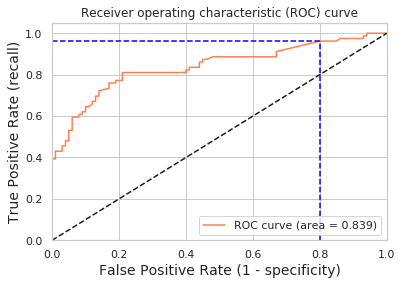 Receiver operating characteristic (ROC) curve
True Positive Rate (recall)
1.0
0.8
0.6
0.4
0.2
0.0
ROC curve (area = 0.839)
0.0 0.2 0.4 0.6 0.8 1.0
False Positive Rate (1 - specificity)